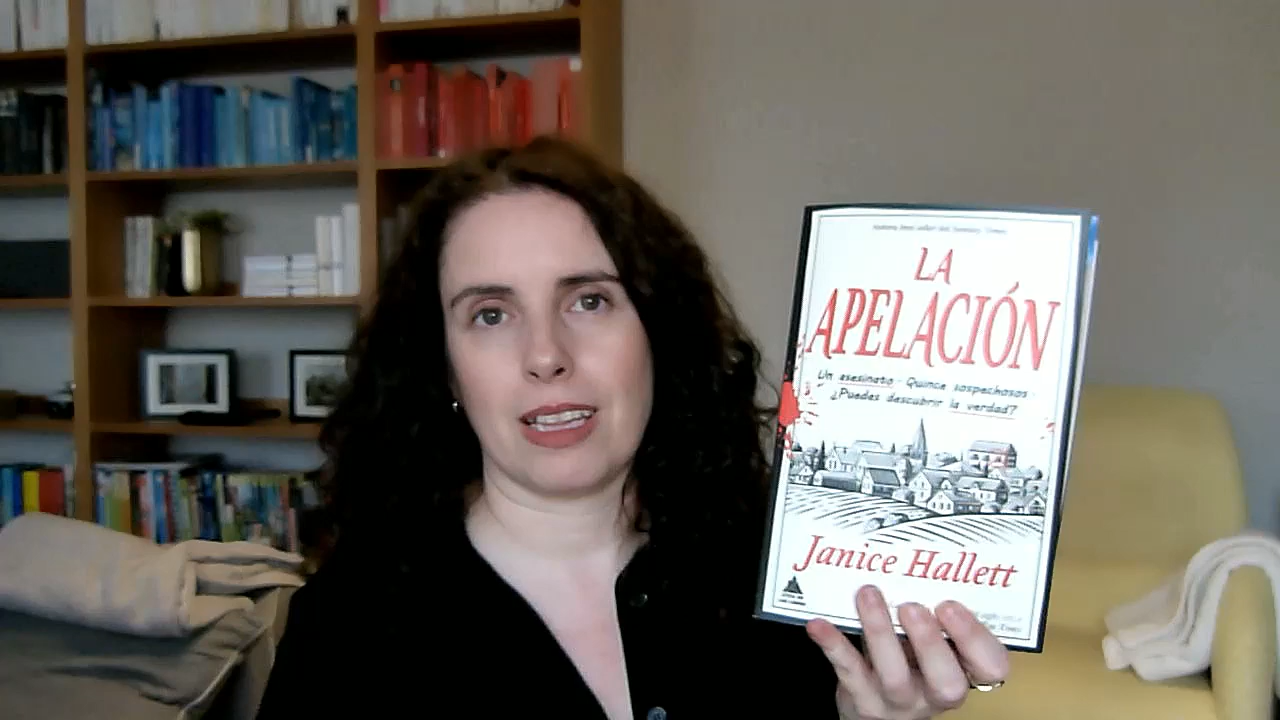 LA
APELACIÓN
Un asesinato · Quince sospechosos ·
¿Puedes descubrir la verdad?
Janice Hallett